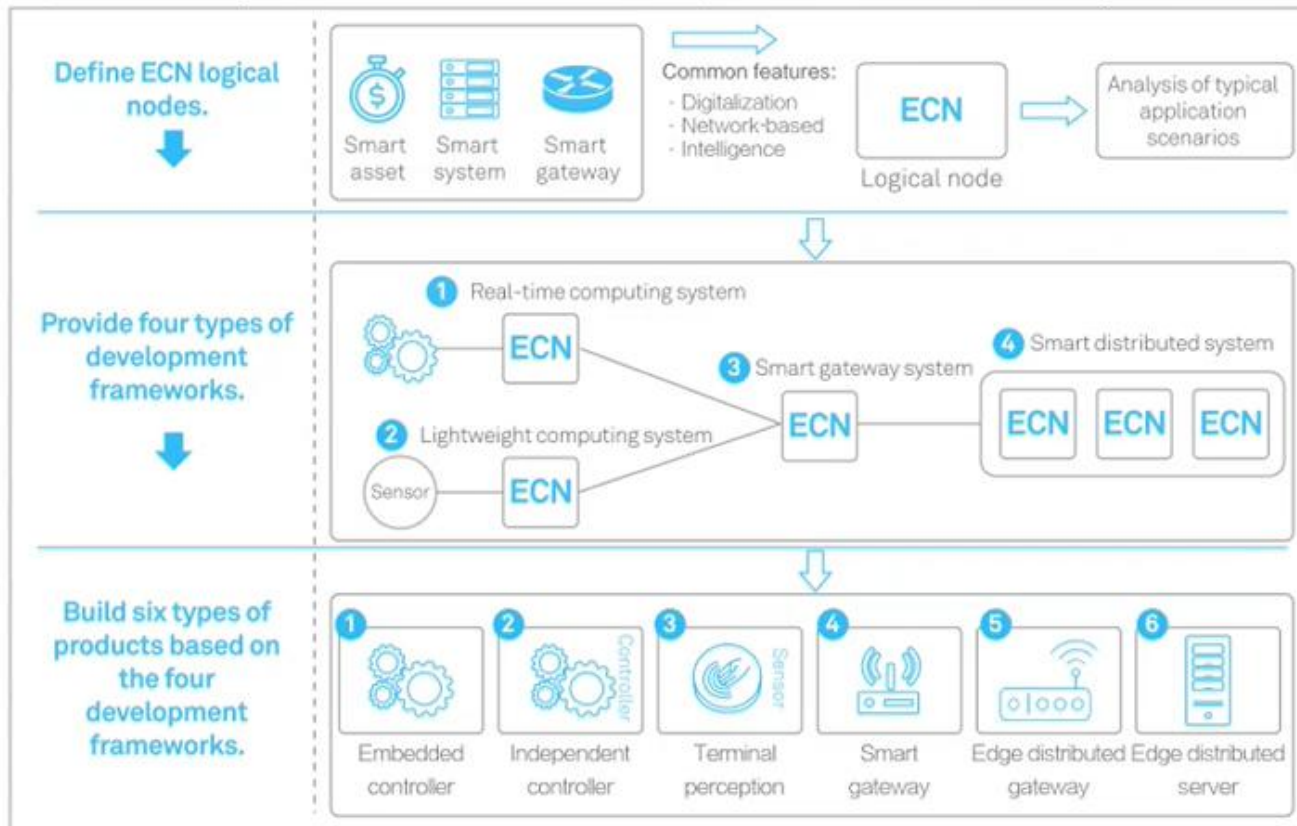 Define ECN logical
nodes.
$
Smart
asset
Smart
system
Smart
gateway
Common features:
· Digitalization
· Network-based
· Intelligence
ECN
Logical node
Analysis of typical
application
scenarios
Provide four types of
development
frameworks.
1 Real-time computing system
ECN
2 Lightweight computing system
Sensor
ECN
3 Smart gateway system
ECN
4 Smart distributed system
ECN ECN ECN
Build six types of
products based on
the four
development
frameworks.
1
Embedded
controller
2
Controller
Independent
controller
3
Sensor
Terminal
perception
4
Smart
gateway
5
Edge distributed
gateway
6
Edge distributed
server